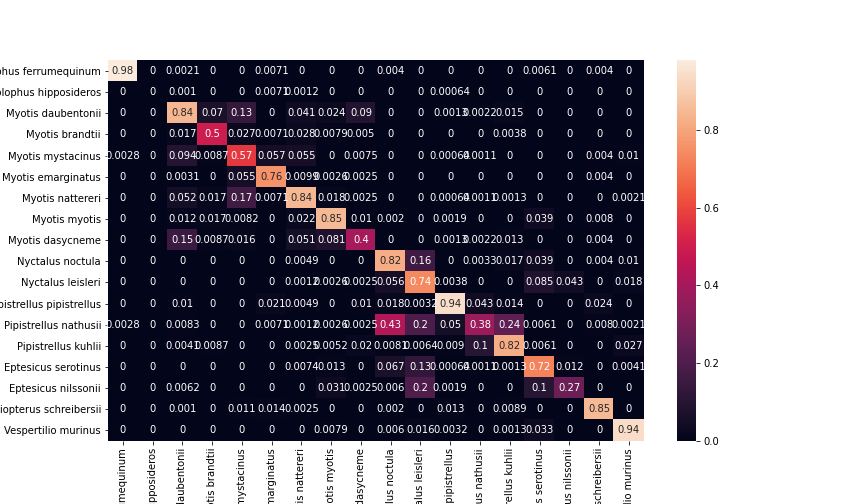 phus ferrumequinum 0.98 0 0.0021 0 0 0.0071 0 0 0 0.004 0 0 0 0 0.0061 0 0.004 0
olophus hipposideros 0 0 0.001 0 0 0.0071 0.0012 0 0 0 0 0.00064 0 0 0 0 0 0
Myotis daubentonii 0 0 0.84 0.07 0.13 0 0.041 0.024 0.09 0 0 0.0013 0.0022 0.015 0 0 0 0
Myotis brandtii 0 0 0.017 0.5 0.027 0.0071 0.028 0.0079 0.005 0 0 0 0 0.0038 0 0 0 0
Myotis mystacinus 0.0028 0 0.094 0.0087 0.57 0.057 0.055 0 0.0075 0 0 0.00064 0.0011 0 0 0 0.004 0.01
Myotis emarginatus 0 0 0.0031 0 0.055 0.76 0.0099 0.0026 0.0025 0 0 0 0 0 0 0 0.004 0
Myotis nattereri 0 0 0.052 0.017 0.17 0.0071 0.84 0.018 0.0025 0 0 0.00064 0.0011 0.0013 0 0 0 0.0021
Myotis myotis 0 0 0.012 0.017 0.0082 0 0.022 0.85 0.01 0.002 0 0.0019 0 0 0.039 0 0.008 0
Myotis dasycneme 0 0 0.15 0.0087 0.016 0 0.051 0.081 0.4 0 0 0.0013 0.0022 0.013 0 0 0.004 0
Nyctalus noctula 0 0 0 0 0 0 0.0049 0 0 0.82 0.16 0 0.0033 0.017 0.039 0 0.004 0.01
Nyctalus leisleri 0 0 0 0 0 0 0.0012 0.0026 0.0025 0.056 0.74 0.0038 0 0 0.085 0.043 0 0.018
pistrellus pipistrellus 0 0 0.01 0 0 0.021 0.0049 0 0.01 0.018 0.0032 0.94 0.043 0.014 0 0 0.024 0
Pipistrellus nathusii 0.0028 0 0.0083 0 0 0.0071 0.0012 0.0026 0.0025 0.43 0.2 0.05 0.38 0.24 0.0061 0 0.008 0.0021
Pipistrellus kuhlii 0 0 0.0041 0.0087 0 0 0.0025 0.0052 0.02 0.0081 0.0064 0.009 0.1 0.82 0.0061 0 0 0.027
Eptesicus serotinus 0 0 0 0 0 0 0.0074 0.013 0 0.067 0.13 0.00064 0.0011 0.0013 0.72 0.012 0 0.0041
Eptesicus nilssonii 0 0 0.0062 0 0 0 0 0.031 0.0025 0.006 0.2 0.0019 0 0 0.1 0.27 0 0
iopterus schreibersii 0 0 0.001 0 0.011 0.014 0.0025 0 0 0.002 0 0.013 0 0.0089 0 0 0.85 0
Vespertilio murinus 0 0 0 0 0 0 0 0.0079 0 0.006 0.016 0.0032 0 0.0013 0.033 0 0 0.94
mequinum
pposideros
laubentonii
tis brandtii
mystacinus
marginatus
is nattereri
otis myotis
dasycneme
lus noctula
alus leisleri
pipistrellus
us nathusii
rellus kuhlii
s serotinus
s nilssonii
schreibersii
lio murinus
0.8
0.6
0.4
0.2
0.0